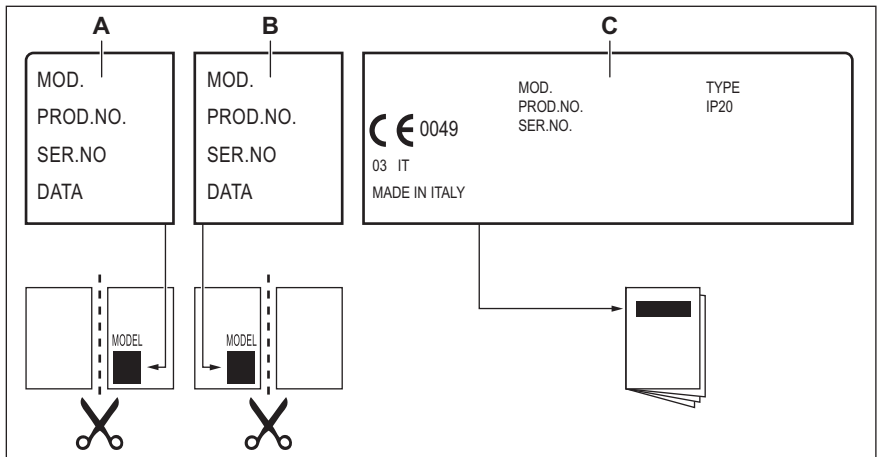 A
B
C
MOD.
PROD.NO.
SER.NO
DATA
MOD.
PROD.NO.
SER.NO
DATA
MOD.
PROD.NO.
SER.NO.
TYPE
IP20
CE 0049
03 IT
MADE IN ITALY
MODEL
MODEL